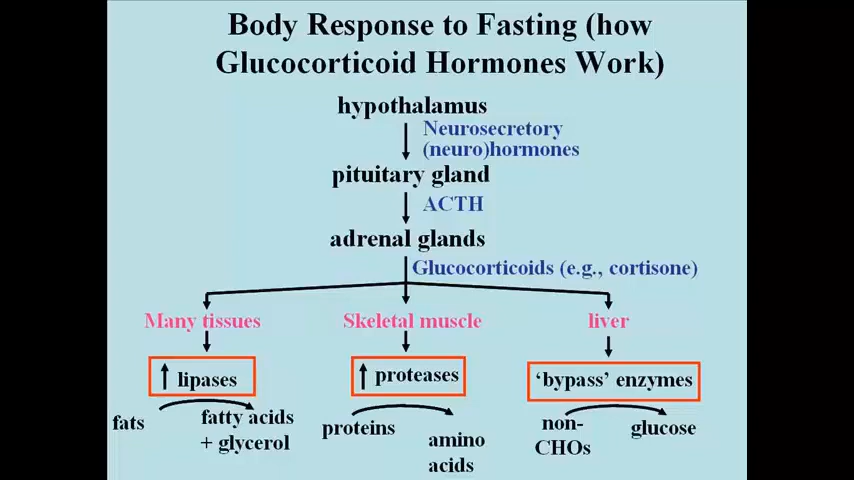 Body Response to Fasting (how
Glucocorticoid Hormones Work)
hypothalamus
Neurosecretory
(neuro)hormones
pituitary gland
ACTH
adrenal glands
Glucocorticoids (e.g., cortisone)
Many tissues
Skeletal muscle
liver
lipases
proteases
‘bypass’ enzymes
fats
fatty acids
+ glycerol
proteins
amino
acids
non-
CHOs
glucose